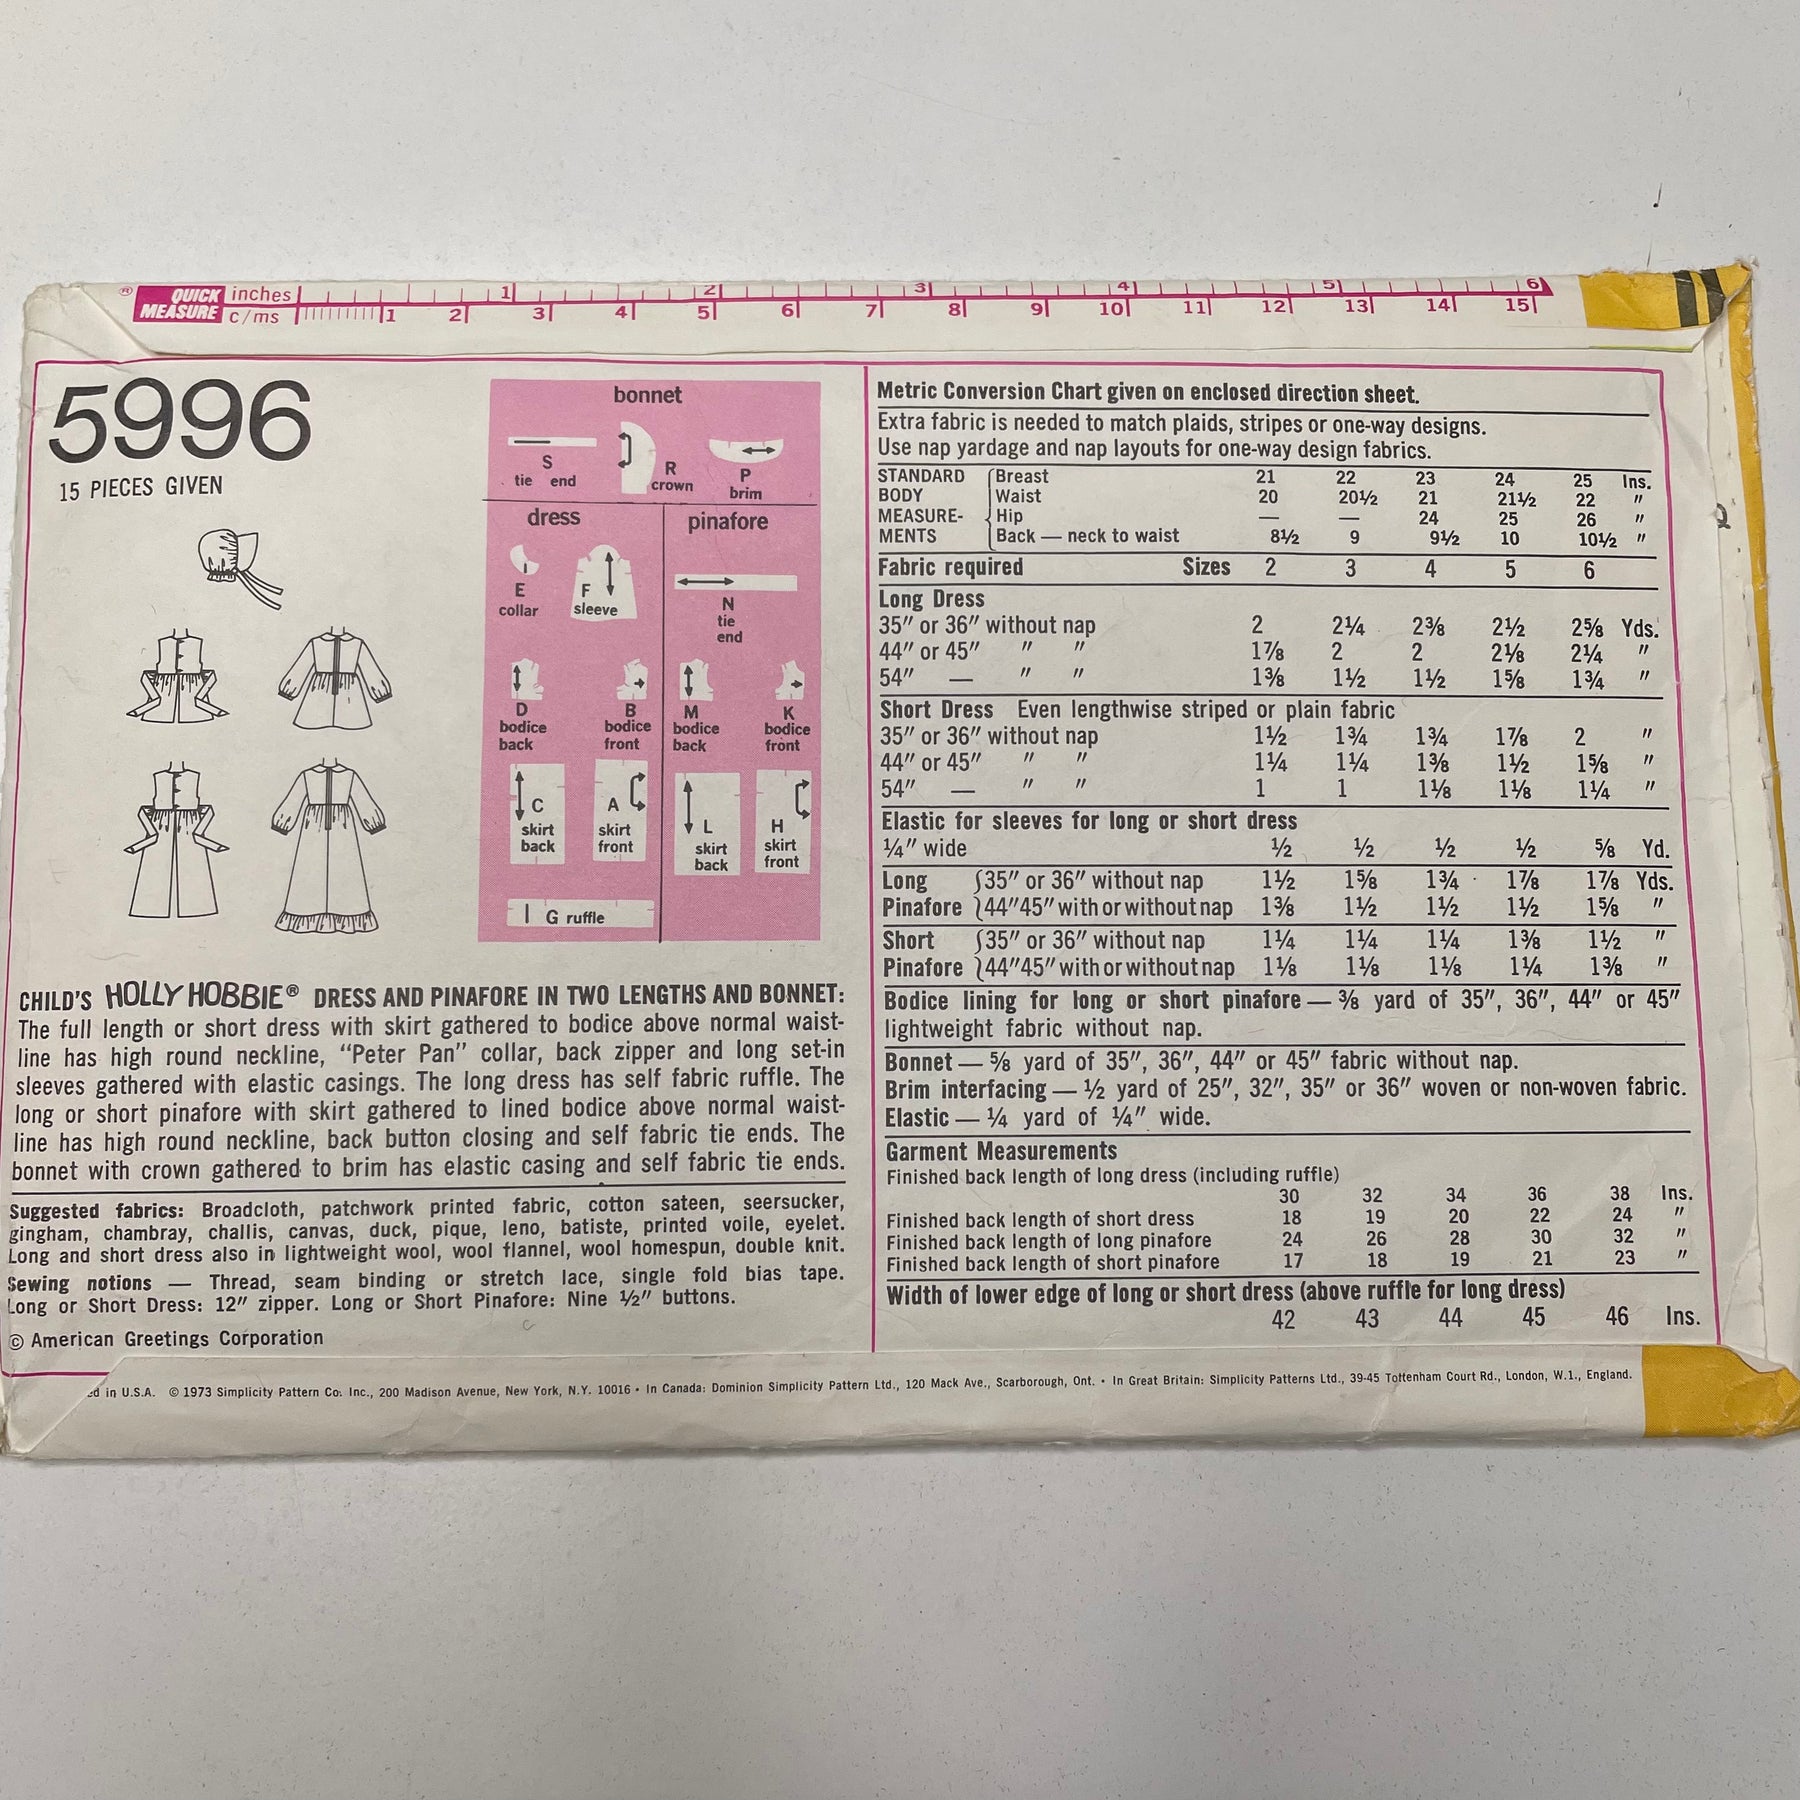 ® QUICK MEASURE inches 1 2 3 4 5 6
c/ms 1 2 3 4 5 6 7 8 9 10 11 12 13 14 15
5996
15 PIECES GIVEN
bonnet
S
tie end
R
crown
P
brim
dress
pinafore
E
collar
F
sleeve
N
tie
end
D
bodice
back
B
bodice
front
M
bodice
back
K
bodice
front
C
skirt
back
A
skirt
front
L
skirt
back
H
skirt
front
G ruffle
CHILD'S HOLLY HOBBIE® DRESS AND PINAFORE IN TWO LENGTHS AND BONNET:
The full length or short dress with skirt gathered to bodice above normal waist-
line has high round neckline, “Peter Pan” collar, back zipper and long set-in
sleeves gathered with elastic casings. The long dress has self fabric ruffle. The
long or short pinafore with skirt gathered to lined bodice above normal waist-
line has high round neckline, back button closing and self fabric tie ends. The
bonnet with crown gathered to brim has elastic casing and self fabric tie ends.
Suggested fabrics: Broadcloth, patchwork printed fabric, cotton sateen, seersucker,
gingham, chambray, challis, canvas, duck, pique, leno, batiste, printed voile, eyelet.
Long and short dress also in lightweight wool, wool flannel, wool homespun, double knit.
Sewing notions — Thread, seam binding or stretch lace, single fold bias tape.
Long or Short Dress: 12″ zipper. Long or Short Pinafore: Nine ½″ buttons.
© American Greetings Corporation
Metric Conversion Chart given on enclosed direction sheet.
Extra fabric is needed to match plaids, stripes or one-way designs.
Use nap yardage and nap layouts for one-way design fabrics.
STANDARD Breast 21 22 23 24 25 Ins.
BODY Waist 20 20½ 21 21½ 22 ″
MEASURE- Hip — — 24 25 26 ″
MENTS Back — neck to waist 8½ 9 9½ 10 10½ ″
Fabric required Sizes 2 3 4 5 6
Long Dress
35″ or 36″ without nap 2 2¼ 2⅜ 2½ 2⅝ Yds.
44″ or 45″ ″ ″ 1⅞ 2 2 2⅛ 2¼ ″
54″ — ″ ″ 1⅜ 1½ 1½ 1⅝ 1¾ ″
Short Dress Even lengthwise striped or plain fabric
35″ or 36″ without nap 1½ 1¾ 1¾ 1⅞ 2 ″
44″ or 45″ ″ ″ 1¼ 1¼ 1⅜ 1½ 1⅝ ″
54″ — ″ ″ 1 1 1⅛ 1⅛ 1¼ ″
Elastic for sleeves for long or short dress
¼″ wide ½ ½ ½ ½ ⅝ Yd.
Long 35″ or 36″ without nap 1½ 1⅝ 1¾ 1⅞ 1⅞ Yds.
Pinafore 44″45″ with or without nap 1⅜ 1½ 1½ 1½ 1⅝ ″
Short 35″ or 36″ without nap 1¼ 1¼ 1¼ 1⅜ 1½ ″
Pinafore 44″45″ with or without nap 1⅛ 1⅛ 1⅛ 1¼ 1⅜ ″
Bodice lining for long or short pinafore — ⅜ yard of 35″, 36″, 44″ or 45″
lightweight fabric without nap.
Bonnet — ⅝ yard of 35″, 36″, 44″ or 45″ fabric without nap.
Brim interfacing — ½ yard of 25″, 32″, 35″ or 36″ woven or non-woven fabric.
Elastic — ¼ yard of ¼″ wide.
Garment Measurements
Finished back length of long dress (including ruffle)
30 32 34 36 38 Ins.
Finished back length of short dress 18 19 20 22 24 ″
Finished back length of long pinafore 24 26 28 30 32 ″
Finished back length of short pinafore 17 18 19 21 23 ″
Width of lower edge of long or short dress (above ruffle for long dress)
42 43 44 45 46 Ins.
in U.S.A. © 1973 Simplicity Pattern Co. Inc., 200 Madison Avenue, New York, N.Y. 10016 • In Canada: Dominion Simplicity Pattern Ltd., 120 Mack Ave., Scarborough, Ont. • In Great Britain: Simplicity Patterns Ltd., 39-45 Tottenham Court Rd., London, W.1., England.